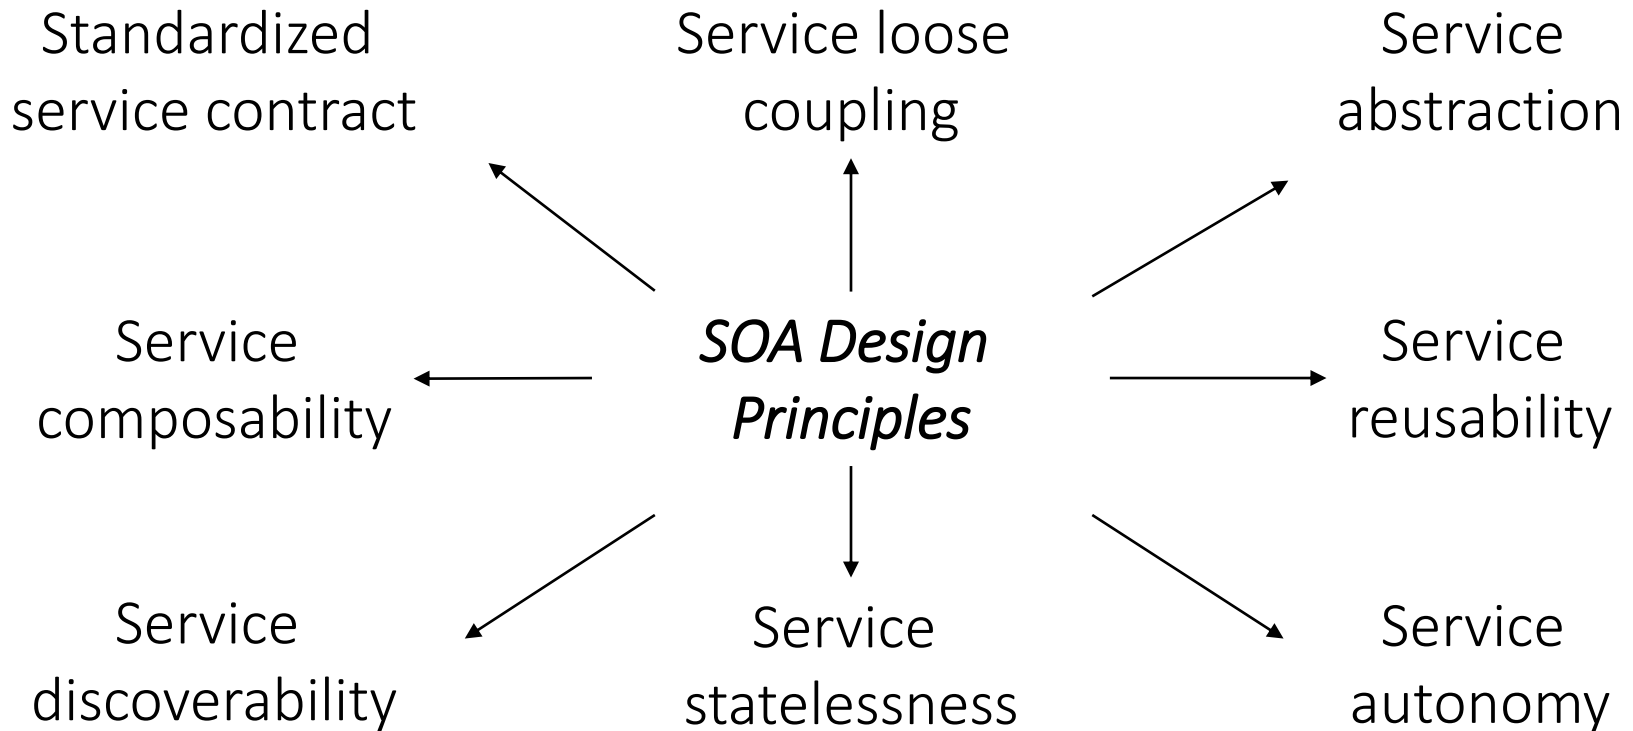 Standardized
service contract
Service loose
coupling
Service
abstraction
Service
composability
SOA Design
Principles
Service
reusability
Service
discoverability
Service
statelessness
Service
autonomy